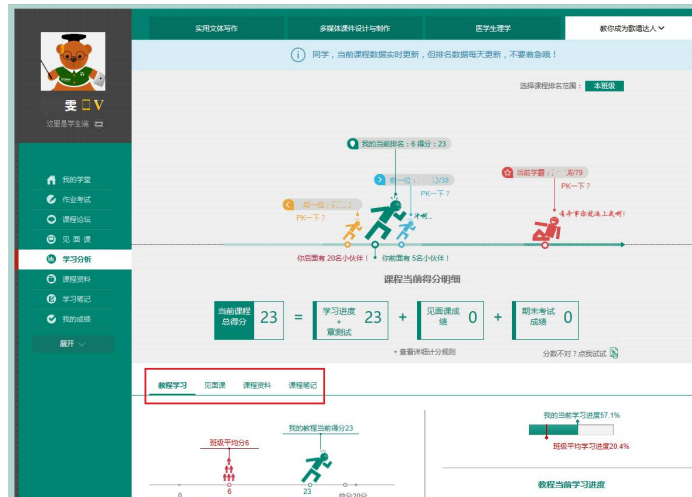 实用文体写作
多媒体课件设计与制作
医学生理学
教你成为歌唱达人
同学，当前课程数据实时更新，但排名数据每天更新，不要着急哦！
选择课程排名范围：
本班级
雯
V
这里是学生端
我的学堂
作业考试
课程论坛
见面课
学习分析
课程资料
学习笔记
我的成绩
展开
我的当前排名：6 得分：23
前一位：
/38
PK一下？
当前学霸：
/79
PK一下？
后一位：
PK一下？
冲啊...
有本事你就追上我啊！
你后面有 20名小伙伴！
你前面有 5名小伙伴！
课程当前得分明细
当前课程总得分 23 = 学习进度+章测试 23 + 见面课成绩 0 + 期末考试成绩 0
+ 查看详细计分规则
分数不对？点我试试
教程学习
见面课
课程资料
课程笔记
班级平均分6
我的教程当前得分23
0
6
23
我的当前学习进度57.1%
班级平均学习进度20.4%
教程当前学习进度